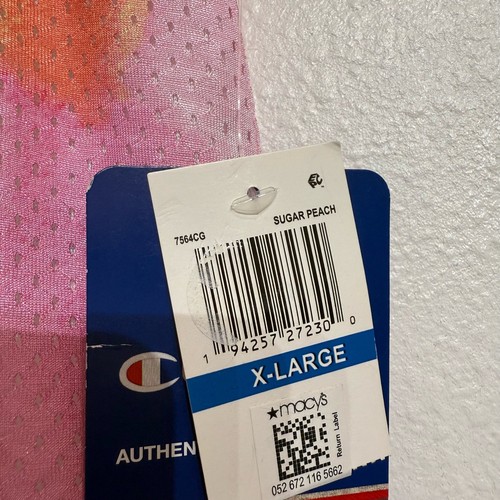 7564CG
SUGAR PEACH
1 94257 27230 0
X-LARGE
macy's
Return Label
052 672 116 5662
AUTHEN